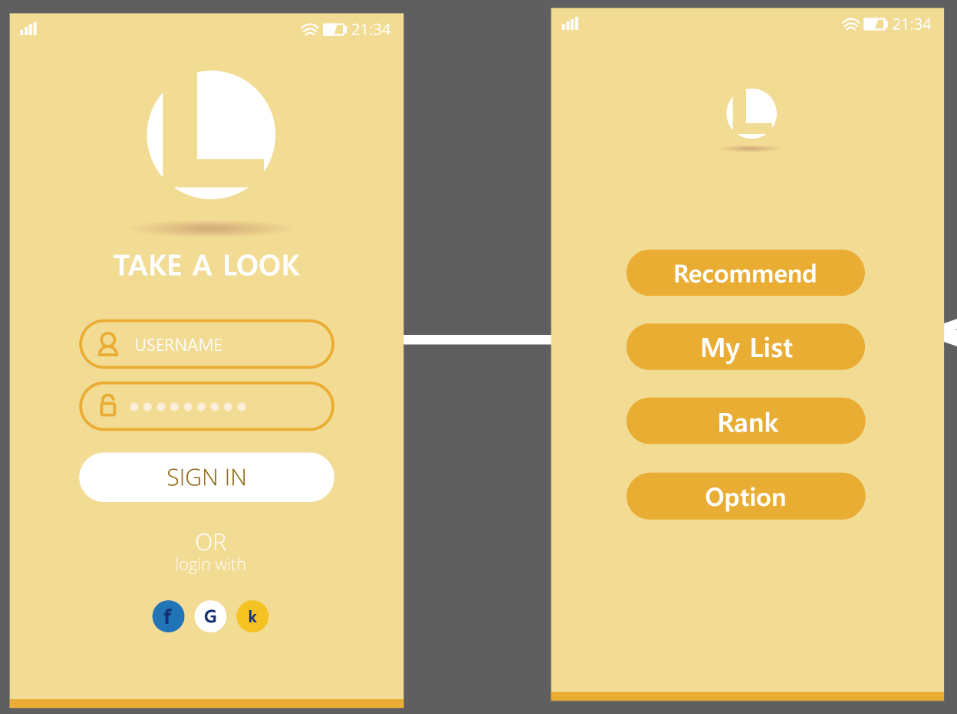 21:34
L
TAKE A LOOK
USERNAME
SIGN IN
OR
login with
f G k
21:34
L
Recommend
My List
Rank
Option